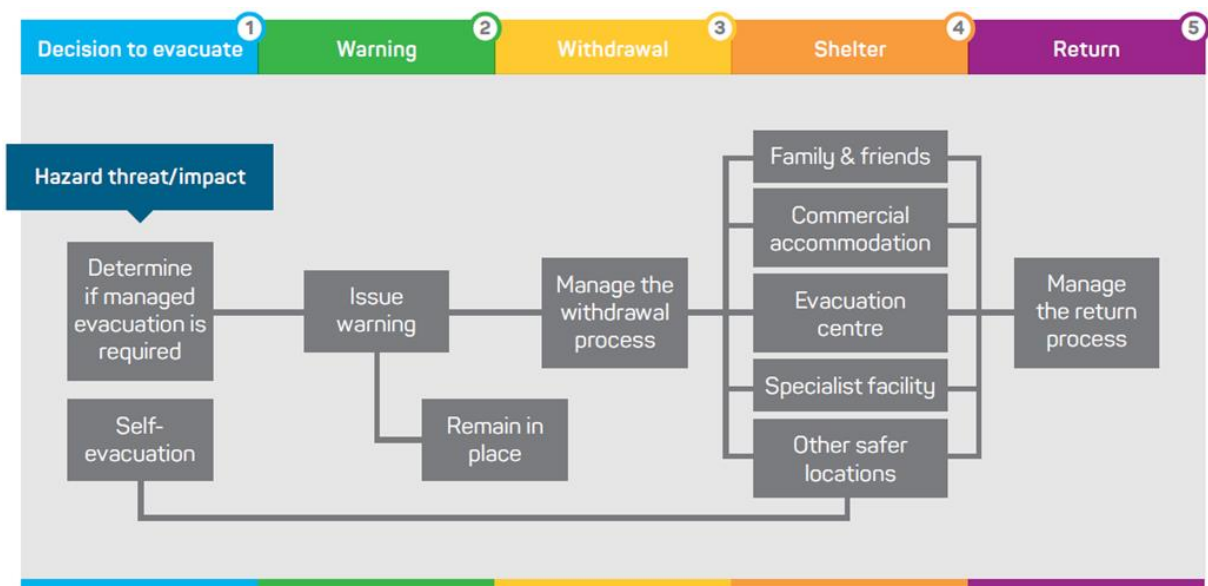 1
2
3
4
5
Decision to evacuate
Warning
Withdrawal
Shelter
Return
Hazard threat/impact
Determine
if managed
evacuation is
required
Self-
evacuation
Issue
warning
Remain in
place
Manage the
withdrawal
process
Family & friends
Commercial
accommodation
Evacuation
centre
Specialist facility
Other safer
locations
Manage
the return
process